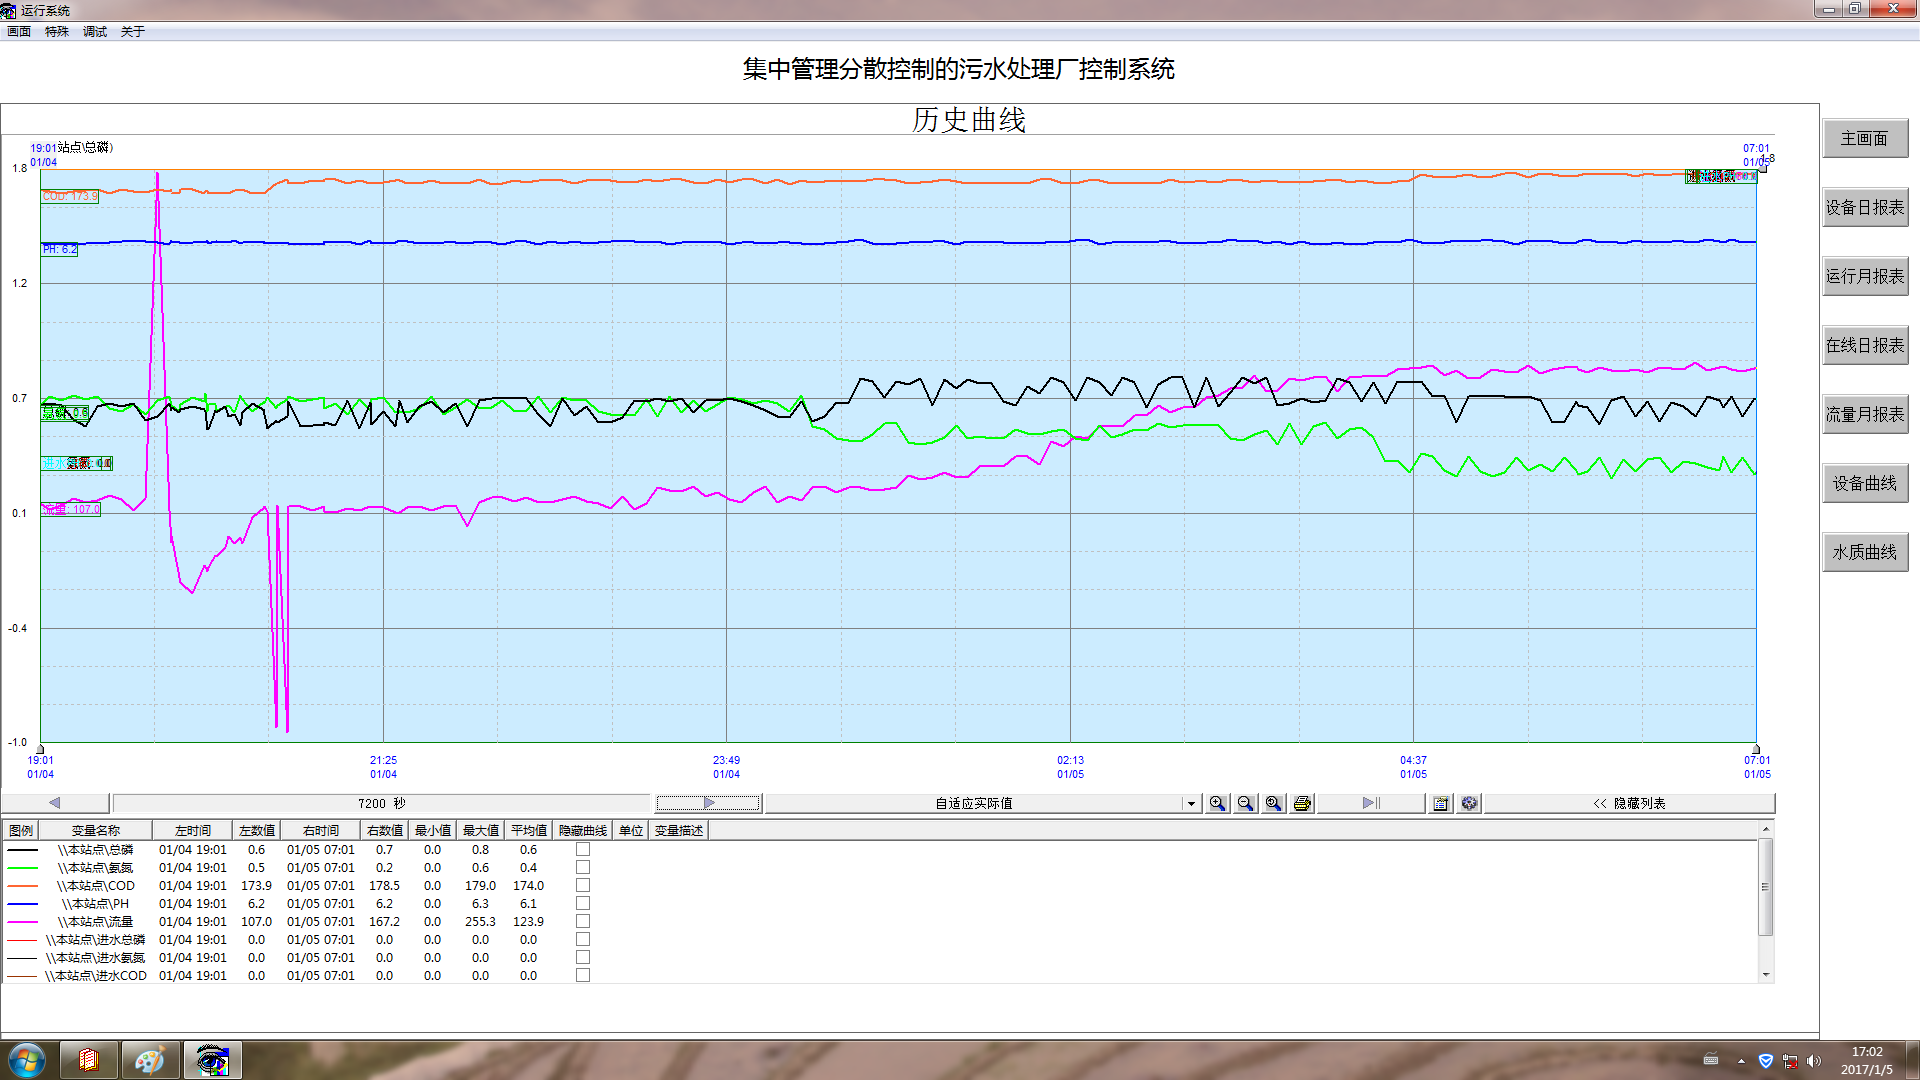 运行系统
画面 特殊 调试 关于
集中管理分散控制的污水处理厂控制系统
历史曲线
19:01站点\总磷)
01/04
07:01
01/05
1.8
COD: 173.9
PH: 6.2
1.2
0.7
0.1
流量: 107.0
-0.4
-1.0
19:01 21:25 23:49 02:13 04:37 07:01
01/04 01/04 01/04 01/05 01/05 01/05
7200 秒 自适应实际值 << 隐藏列表
图例 变量名称 左时间 左数值 右时间 右数值 最小值 最大值 平均值 隐藏曲线 单位 变量描述
\\本站点\总磷 01/04 19:01 0.6 01/05 07:01 0.7 0.0 0.8 0.6
\\本站点\氨氮 01/04 19:01 0.5 01/05 07:01 0.2 0.0 0.6 0.4
\\本站点\COD 01/04 19:01 173.9 01/05 07:01 178.5 0.0 179.0 174.0
\\本站点\PH 01/04 19:01 6.2 01/05 07:01 6.2 0.0 6.3 6.1
\\本站点\流量 01/04 19:01 107.0 01/05 07:01 167.2 0.0 255.3 123.9
\\本站点\进水总磷 01/04 19:01 0.0 01/05 07:01 0.0 0.0 0.0 0.0
\\本站点\进水氨氮 01/04 19:01 0.0 01/05 07:01 0.0 0.0 0.0 0.0
\\本站点\进水COD 01/04 19:01 0.0 01/05 07:01 0.0 0.0 0.0 0.0
主画面
设备日报表
运行月报表
在线日报表
流量月报表
设备曲线
水质曲线
17:02
2017/1/5